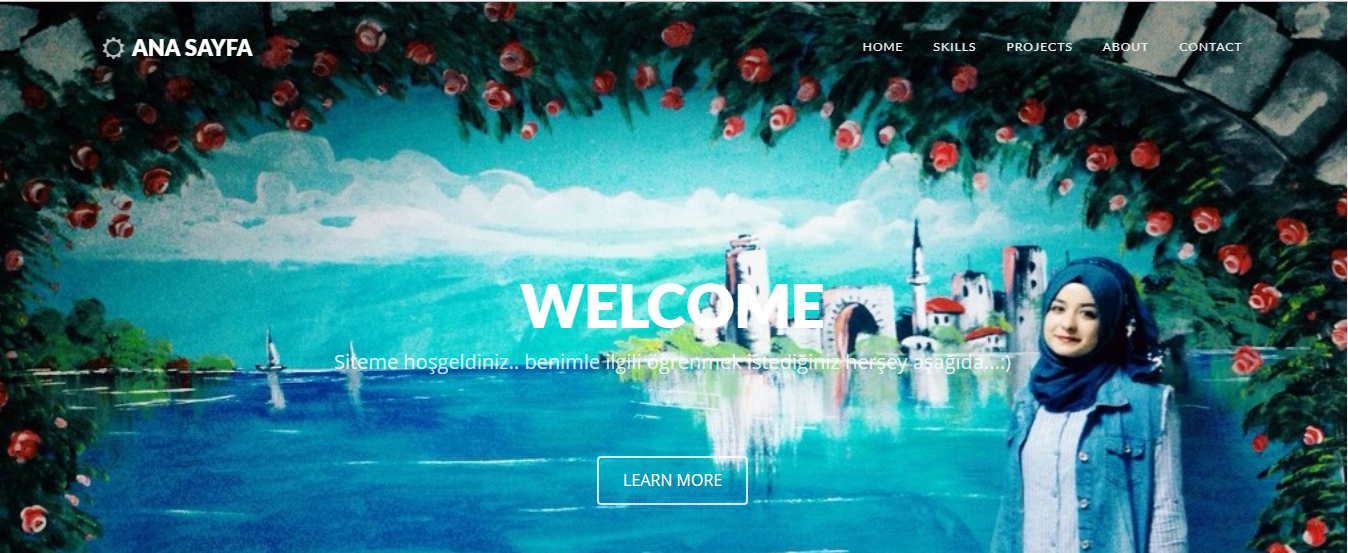 ANA SAYFA
HOME SKILLS PROJECTS ABOUT CONTACT
WELCOME
Siteme hoşgeldiniz.. benimle ilgili öğrenmek istediğiniz herşey aşağıda...:)
LEARN MORE